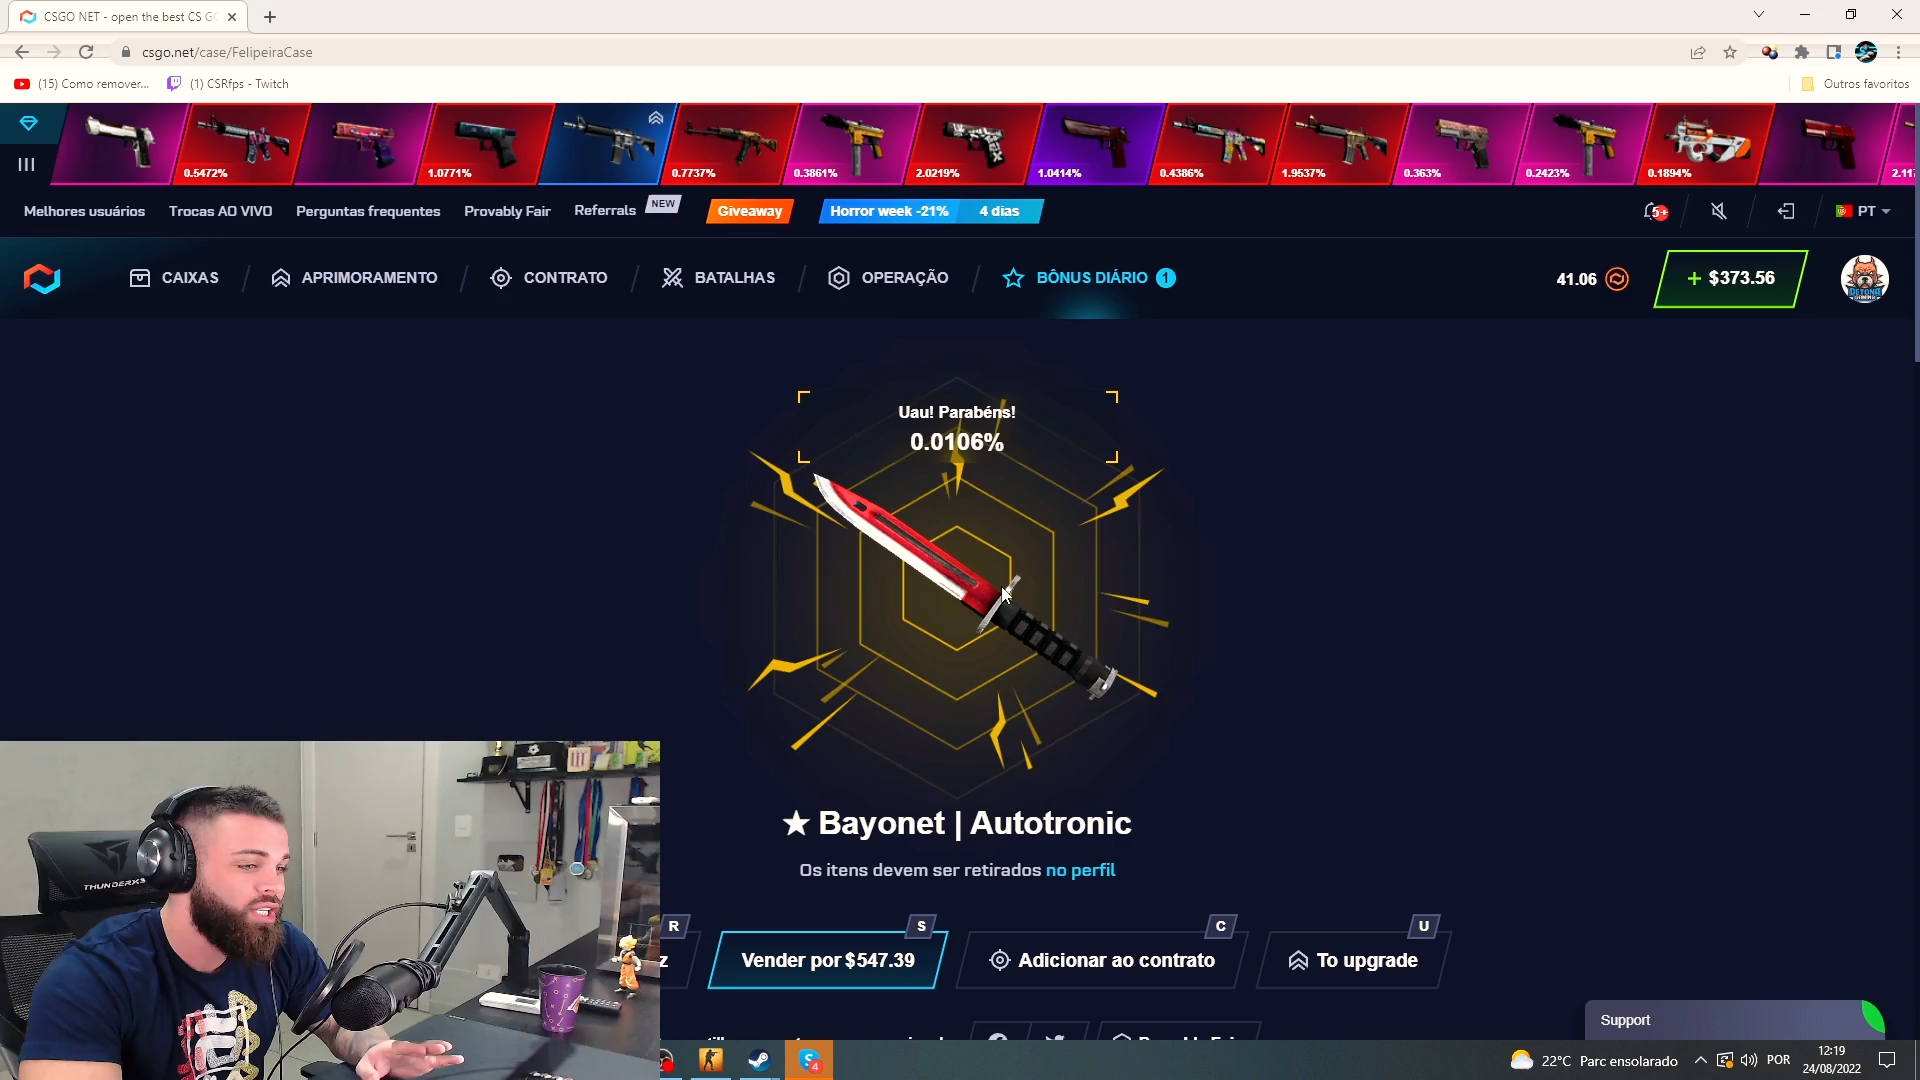 CSGO NET - open the best CS GO
csgo.net/case/FelipeiraCase
(15) Como remover...
(1) CSRfps - Twitch
Outros favoritos
0.5472%
1.0771%
0.7737%
0.3861%
2.0219%
1.0414%
0.4386%
1.9537%
0.363%
0.2423%
0.1894%
Melhores usuários
Trocas AO VIVO
Perguntas frequentes
Provably Fair
Referrals
NEW
Giveaway
Horror week -21%
4 dias
5+
PT
CAIXAS
APRIMORAMENTO
CONTRATO
BATALHAS
OPERAÇÃO
BÔNUS DIÁRIO 1
41.06
+ $373.56
Uau! Parabéns!
0.0106%
★ Bayonet | Autotronic
Os itens devem ser retirados no perfil
R
S
C
U
z
Vender por $547.39
Adicionar ao contrato
To upgrade
THUNDERX3
Support
4
22°C Parc ensolarado
POR
12:19
24/08/2022